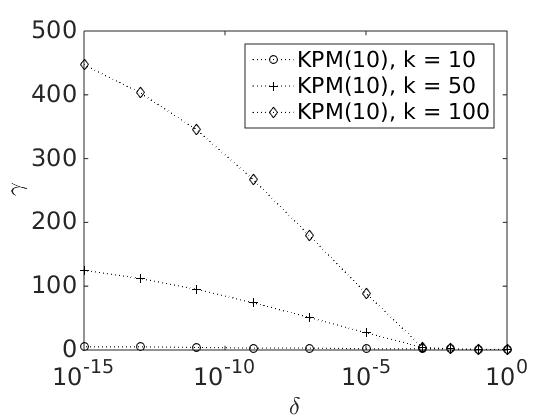 500
400
300
200
100
0
γ
KPM(10), k = 10
KPM(10), k = 50
KPM(10), k = 100
10^-15
10^-10
10^-5
10^0
δ